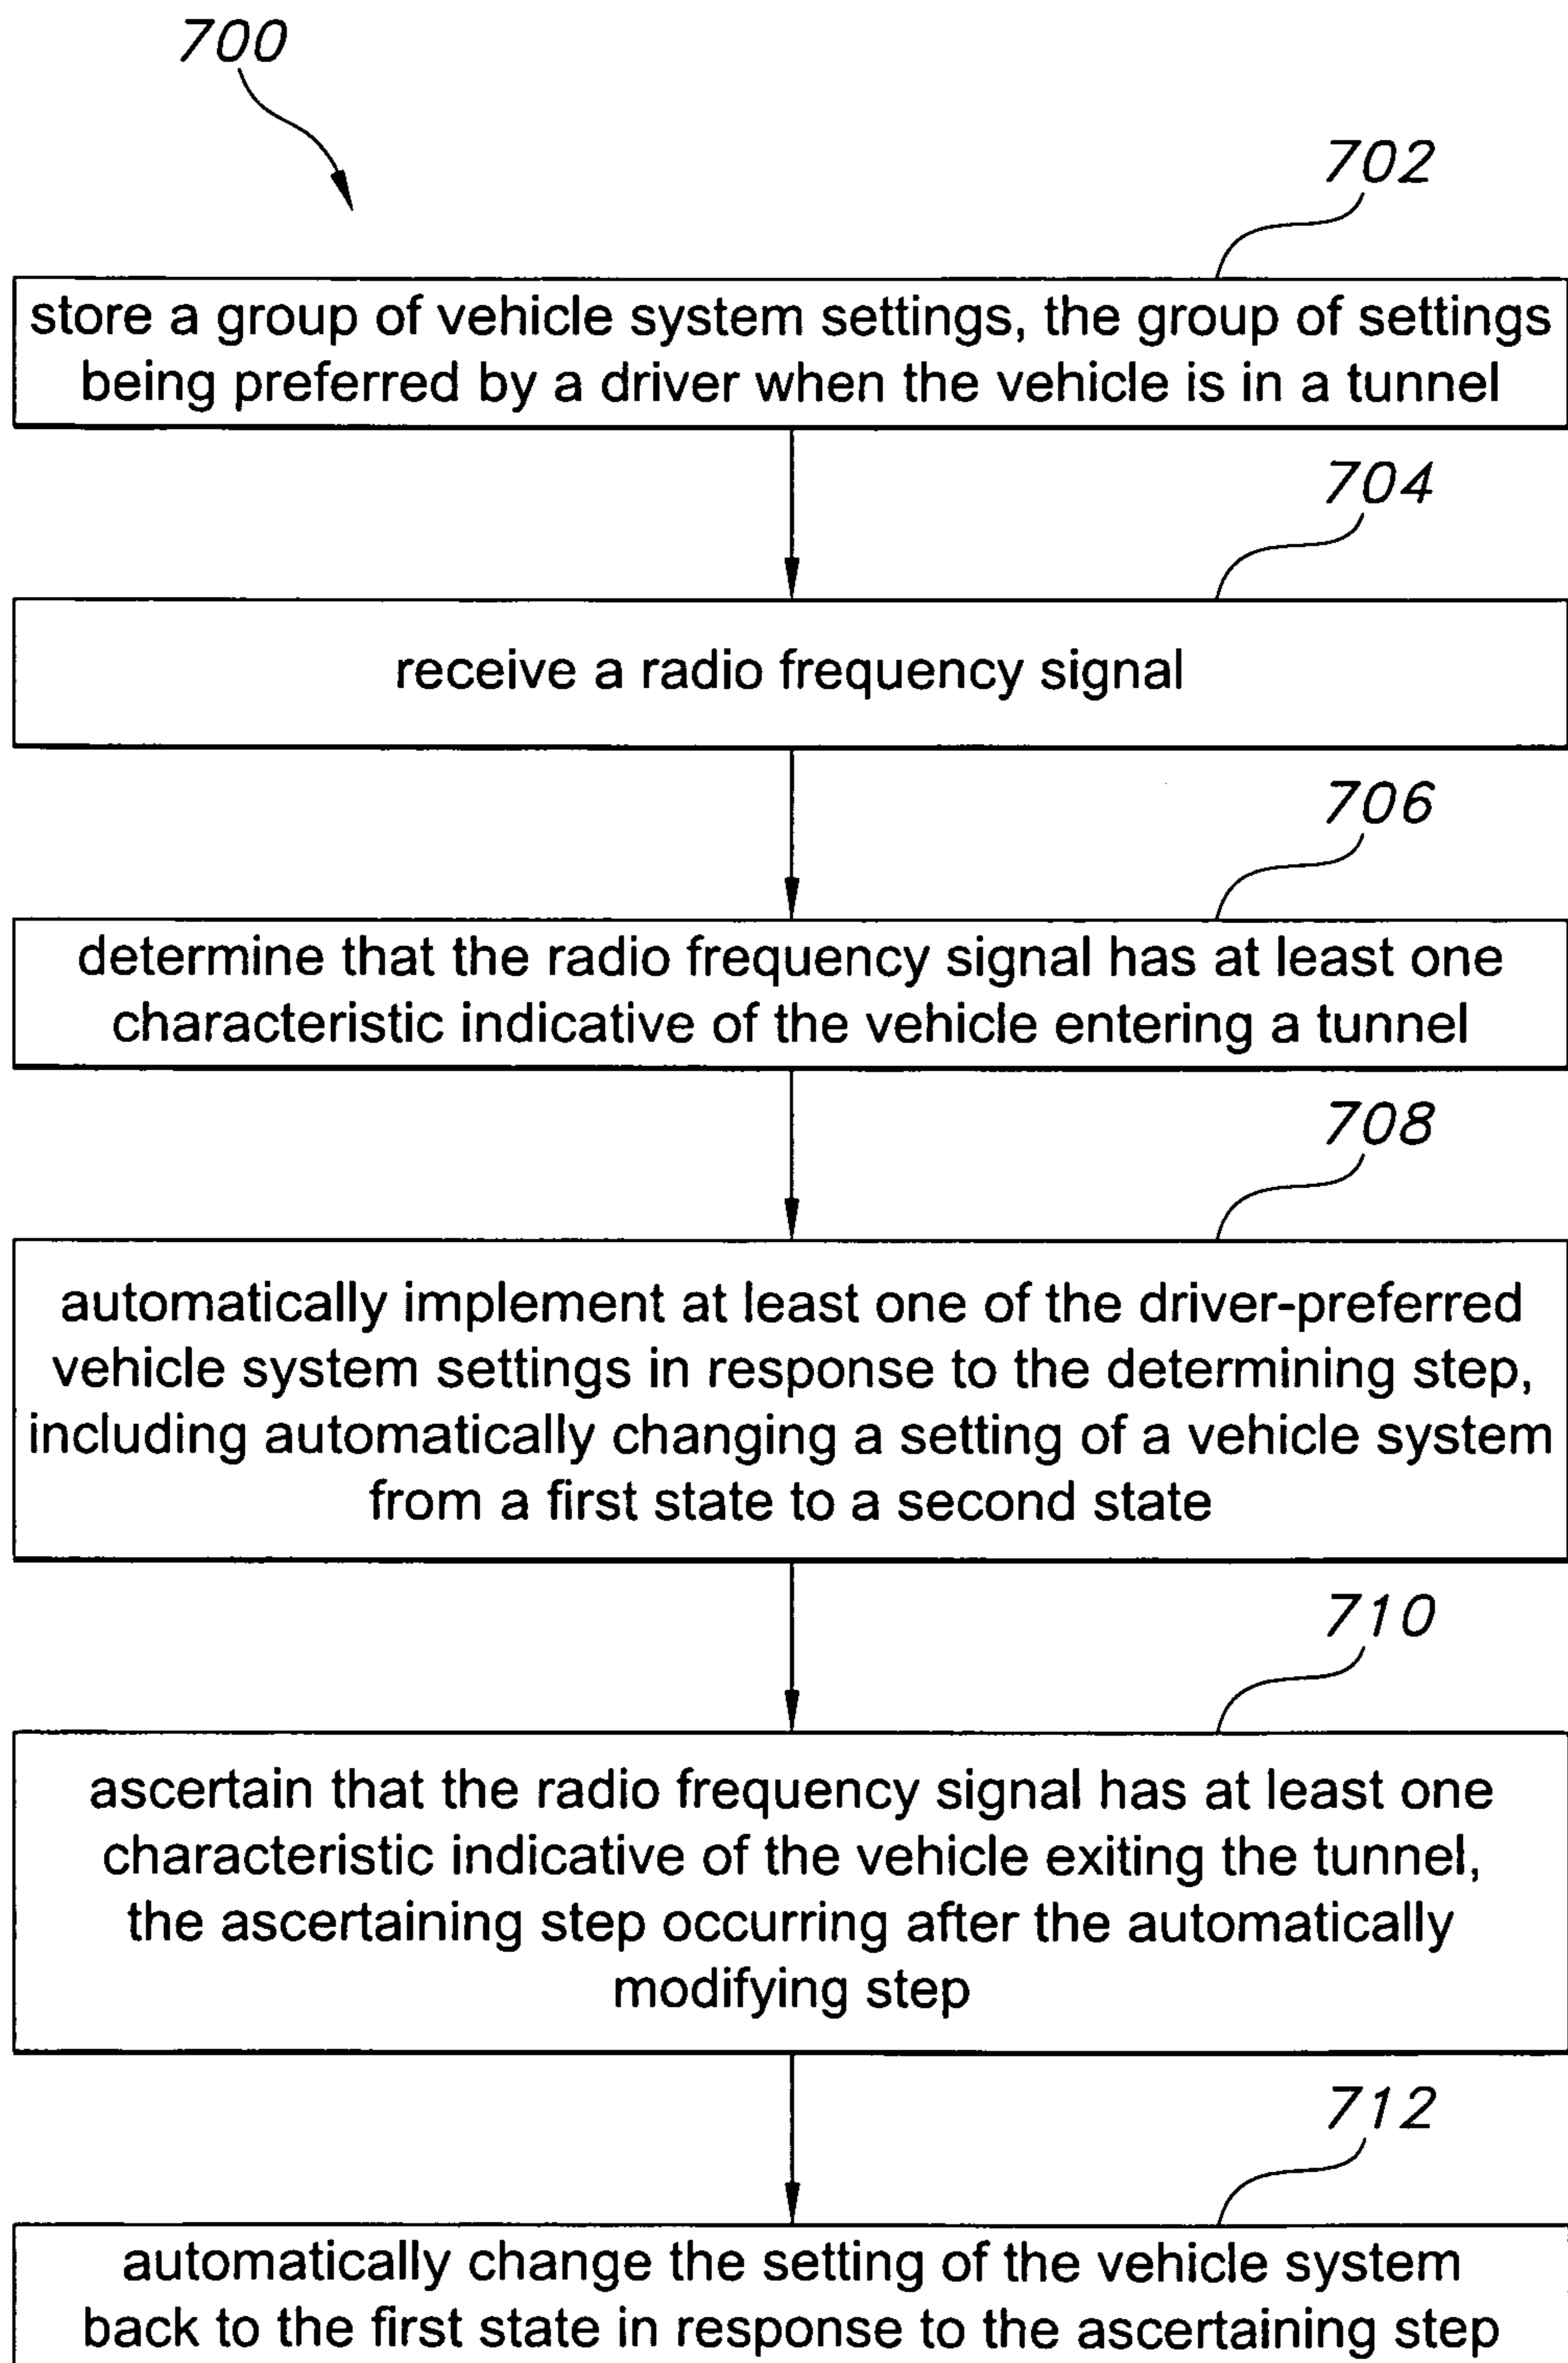 700
702
store a group of vehicle system settings, the group of settings
being preferred by a driver when the vehicle is in a tunnel
704
receive a radio frequency signal
706
determine that the radio frequency signal has at least one
characteristic indicative of the vehicle entering a tunnel
708
automatically implement at least one of the driver-preferred
vehicle system settings in response to the determining step,
including automatically changing a setting of a vehicle system
from a first state to a second state
710
ascertain that the radio frequency signal has at least one
characteristic indicative of the vehicle exiting the tunnel,
the ascertaining step occurring after the automatically
modifying step
712
automatically change the setting of the vehicle system
back to the first state in response to the ascertaining step